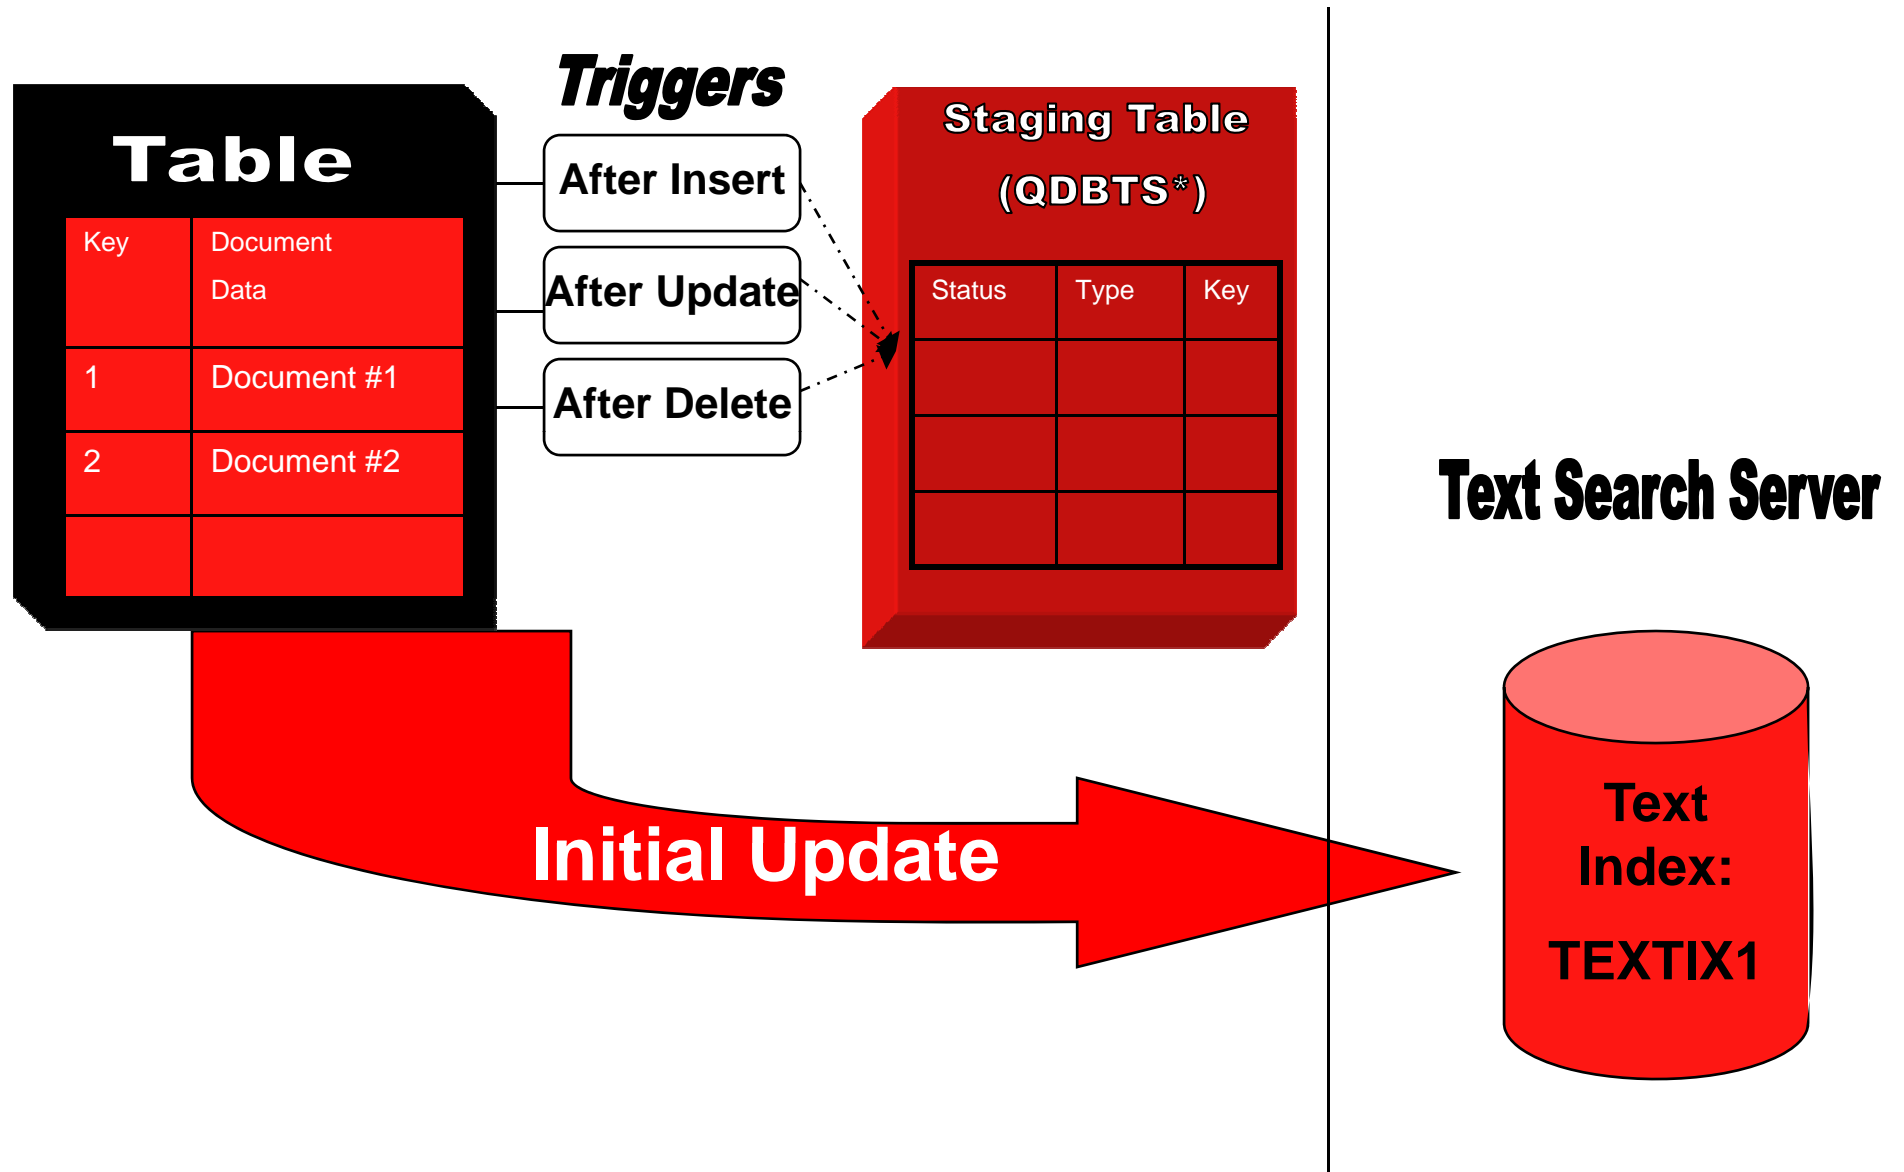 Table
Key
Document
Data
1
Document #1
2
Document #2
Triggers
After Insert
After Update
After Delete
Staging Table
(QDBTS*)
Status
Type
Key
Initial Update
Text Search Server
Text
Index:
TEXTIX1